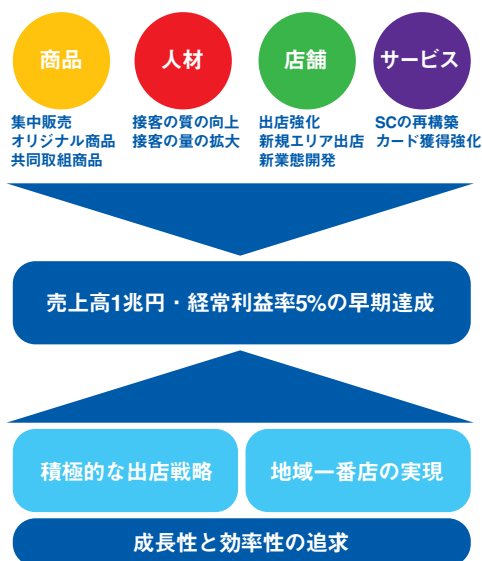 商品
人材
店舗
サービス
集中販売
オリジナル商品
共同取組商品
接客の質の向上
接客の量の拡大
出店強化
新規エリア出店
新業態開発
SCの再構築
カード獲得強化
売上高1兆円・経常利益率5%の早期達成
積極的な出店戦略
地域一番店の実現
成長性と効率性の追求